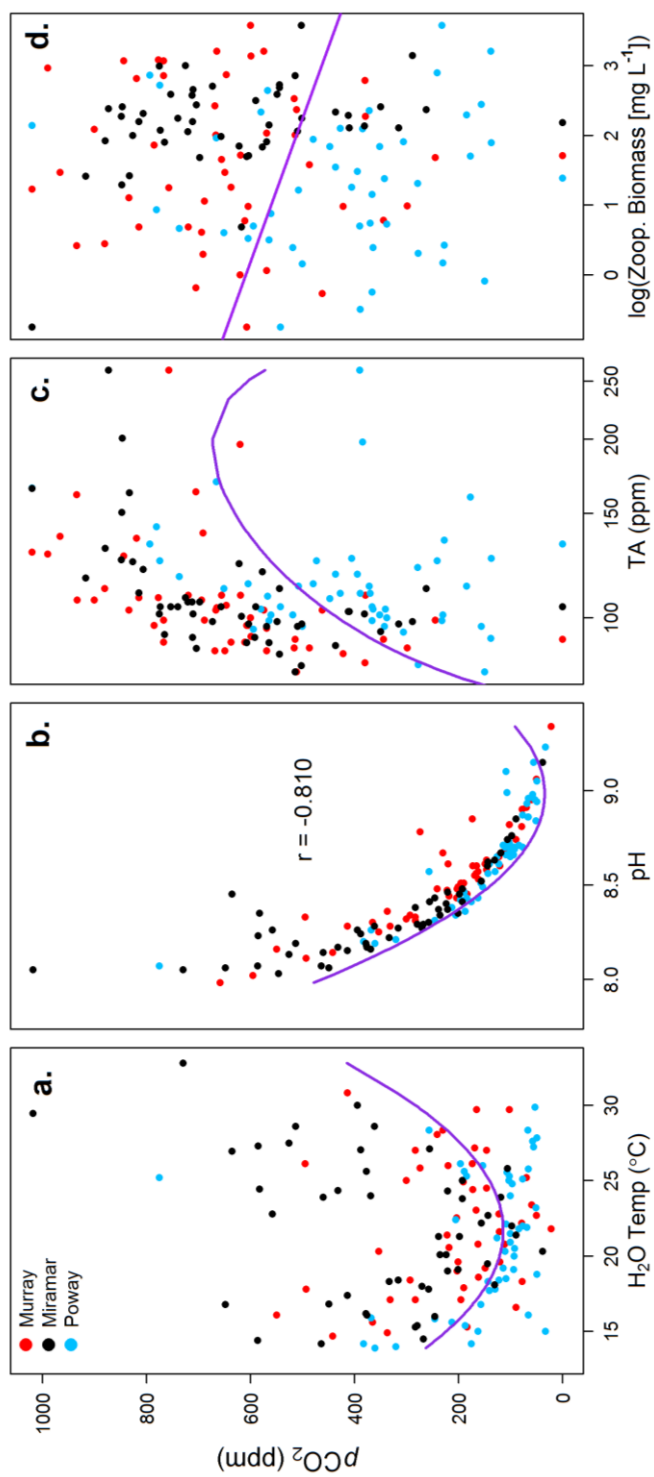 a.
b.
c.
d.
Murray
Miramar
Poway
r = -0.810
pCO₂ (ppm)
1000
800
600
400
200
0
15
20
25
30
8.0
8.5
9.0
100
150
200
250
0
1
2
3
H₂O Temp (°C)
pH
TA (ppm)
log(Zoop. Biomass [mg L⁻¹]